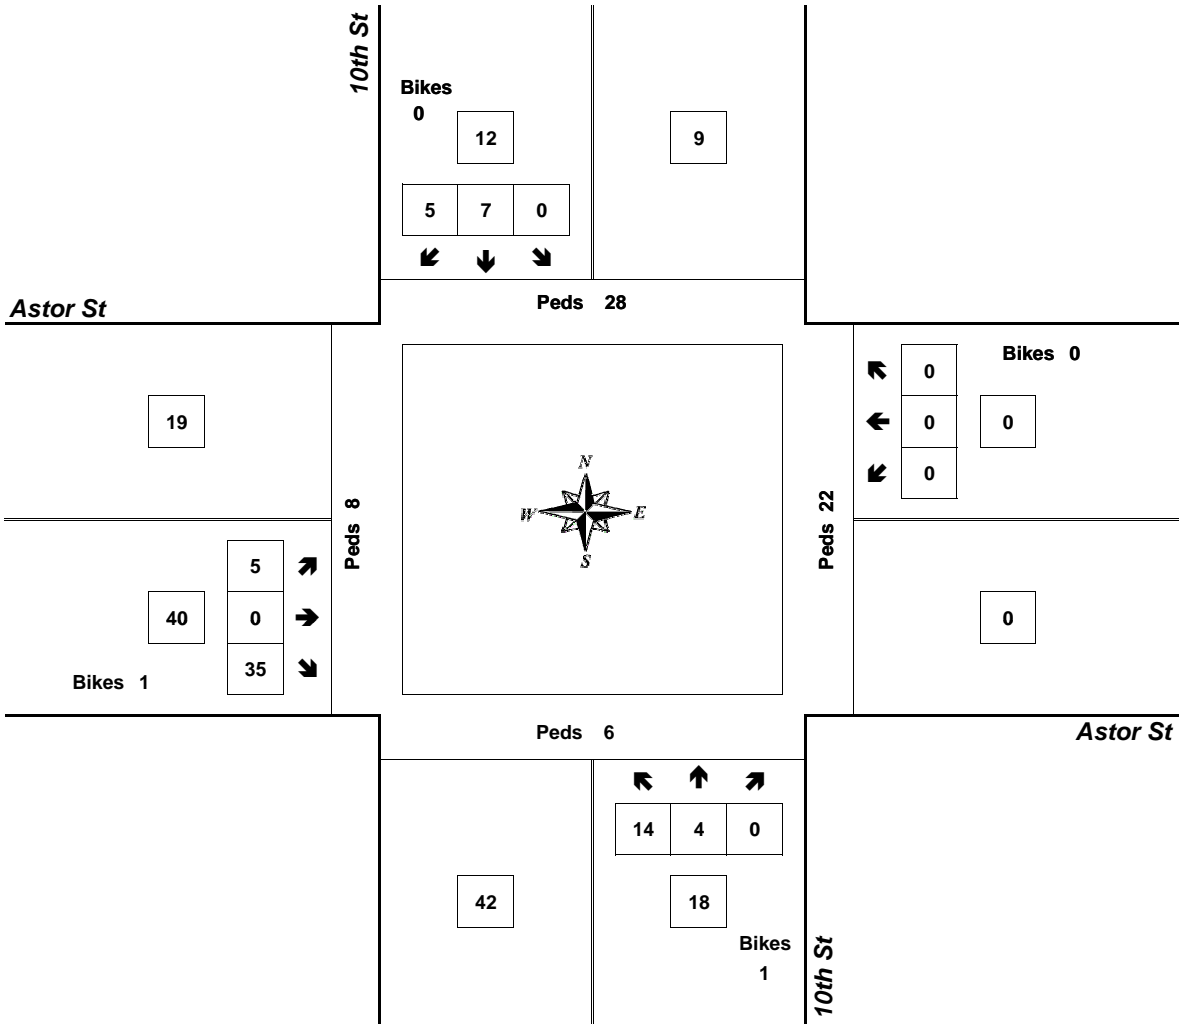 10th St
Bikes
0
12
9
5 7 0
Astor St
Peds 28
Bikes 0
0
0 0
0
19
N
W E
S
Peds 8
Peds 22
5
40 0
35
Bikes 1
0
Peds 6
Astor St
14 4 0
42
18
Bikes
1
10th St